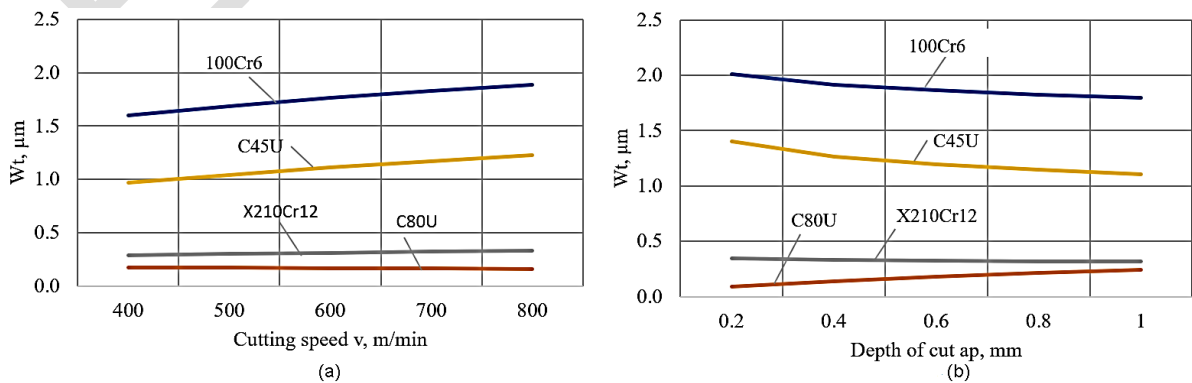 2.5
2.0
1.5
1.0
0.5
0.0
Wt, μm
100Cr6
C45U
X210Cr12
C80U
400 500 600 700 800
Cutting speed v, m/min
(a)
2.5
2.0
1.5
1.0
0.5
0.0
Wt, μm
100Cr6
C45U
C80U
X210Cr12
0.2 0.4 0.6 0.8 1
Depth of cut ap, mm
(b)